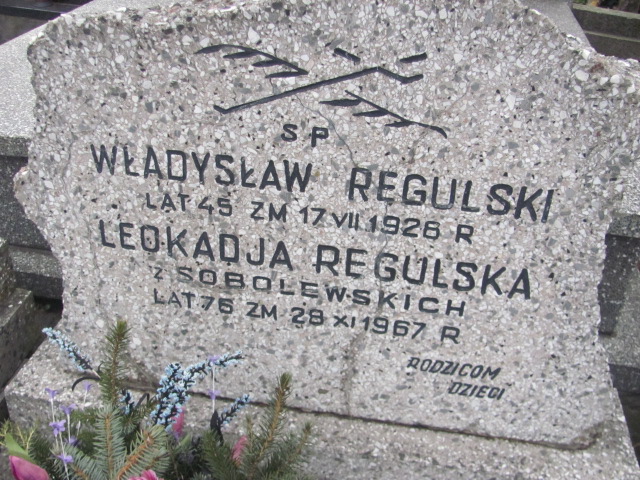 SP
WŁADYSŁAW REGULSKI
LAT 45 ZM 17 VII 1928 R
LEOKADJA REGULSKA
z SOBOLEWSKICH
LAT 76 ZM 28 XI 1967 R
RODZICOM
DZIECI